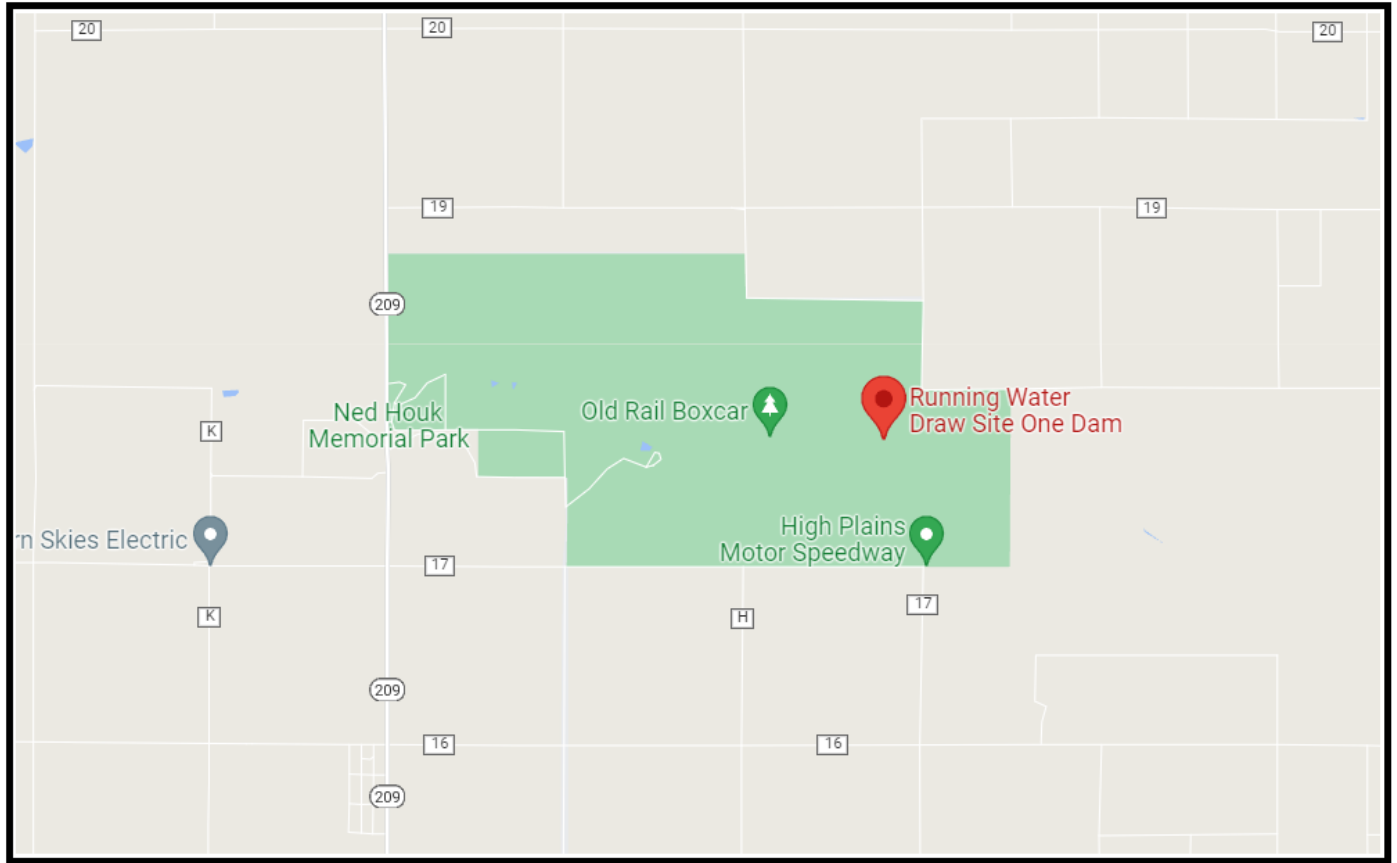 20
20
20
19
19
209
Ned Houk
Memorial Park
Old Rail Boxcar
Running Water
Draw Site One Dam
K
rn Skies Electric
High Plains
Motor Speedway
17
17
K
H
209
16
16
209